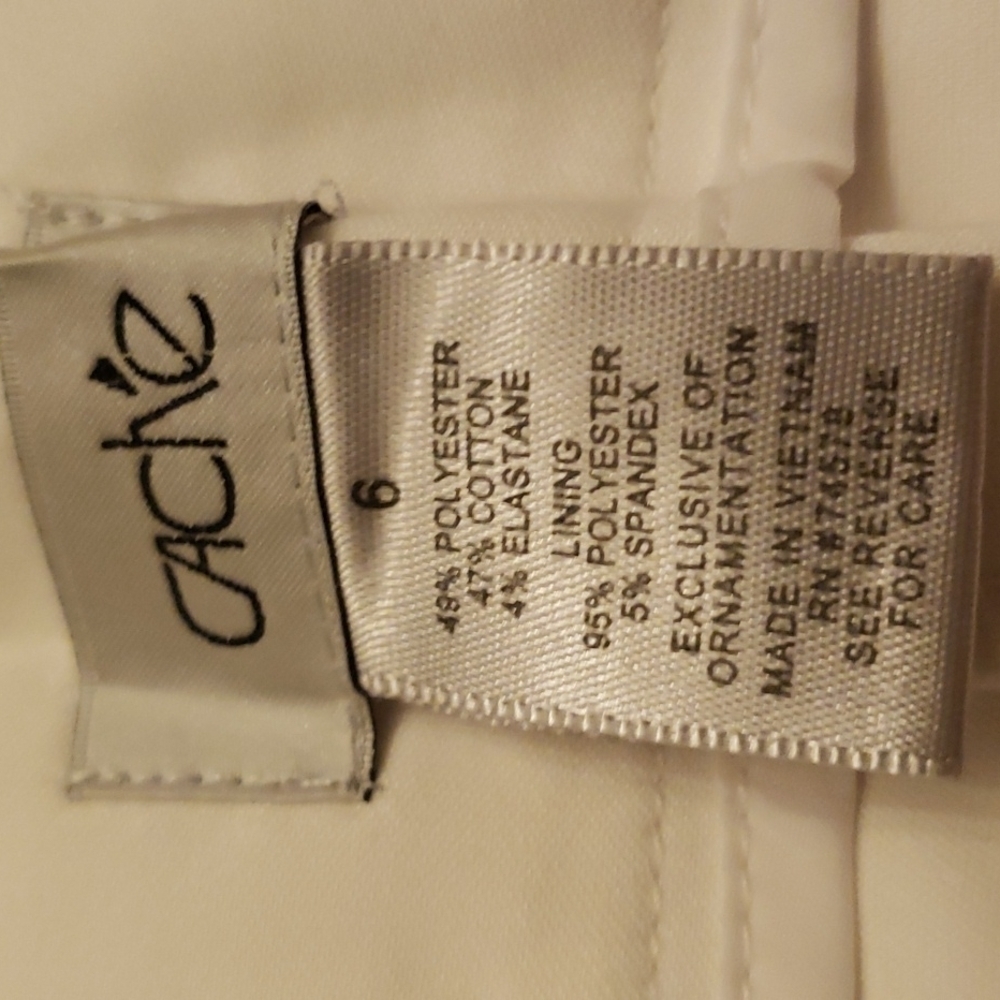 CACHÉ
6
49% POLYESTER
47% COTTON
4% ELASTANE
LINING
95% POLYESTER
5% SPANDEX
EXCLUSIVE OF
ORNAMENTATION
MADE IN VIETNAM
RN #74578
SEE REVERSE
FOR CARE